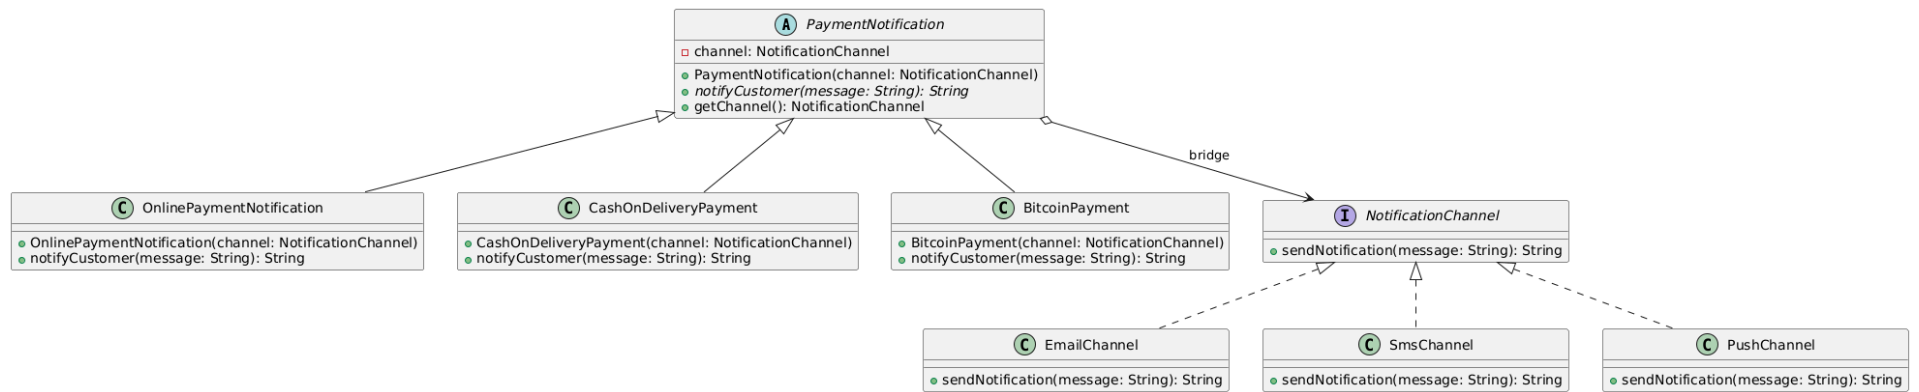 A PaymentNotification
channel: NotificationChannel
PaymentNotification(channel: NotificationChannel)
notifyCustomer(message: String): String
getChannel(): NotificationChannel
bridge
C OnlinePaymentNotification
OnlinePaymentNotification(channel: NotificationChannel)
notifyCustomer(message: String): String
C CashOnDeliveryPayment
CashOnDeliveryPayment(channel: NotificationChannel)
notifyCustomer(message: String): String
C BitcoinPayment
BitcoinPayment(channel: NotificationChannel)
notifyCustomer(message: String): String
I NotificationChannel
sendNotification(message: String): String
C EmailChannel
sendNotification(message: String): String
C SmsChannel
sendNotification(message: String): String
C PushChannel
sendNotification(message: String): String